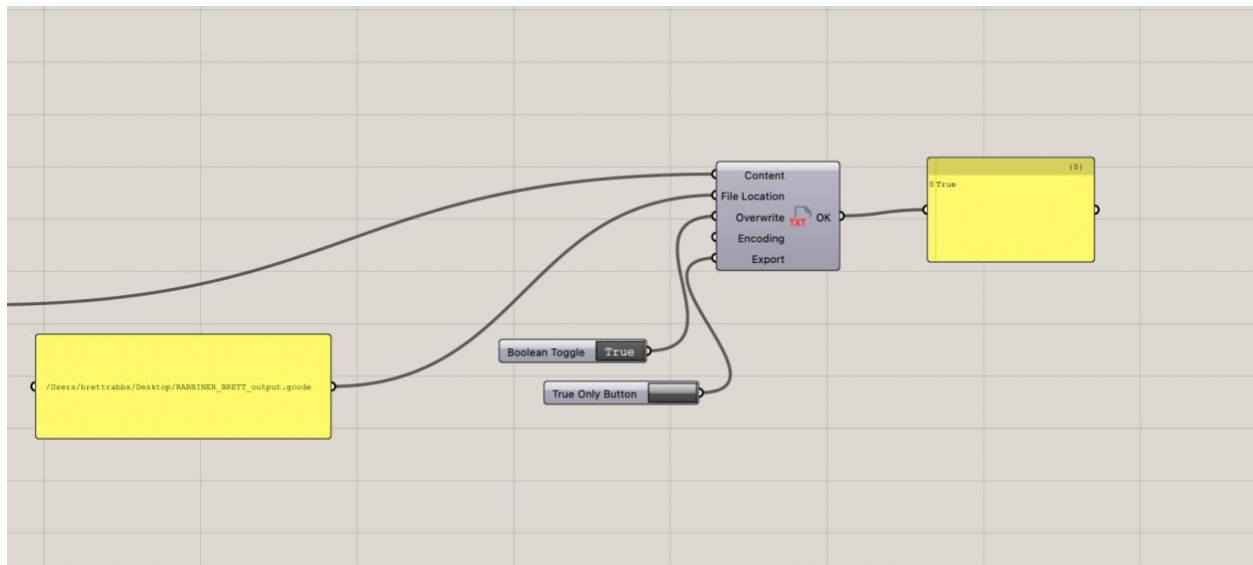 Content
File Location
Overwrite TXT OK
Encoding
Export
(0)
0 True
/Users/brettrabbs/Desktop/RABBINER_BRETT_output.gcode
Boolean Toggle True
True Only Button